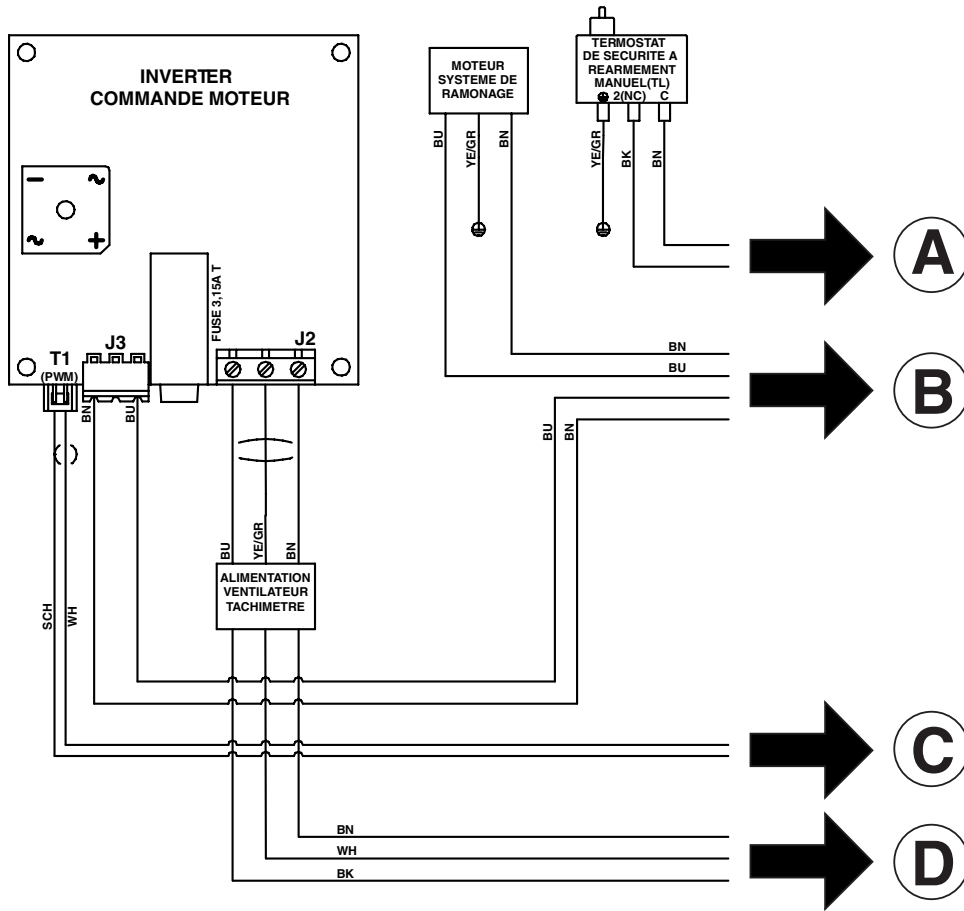 INVERTER
COMMANDE MOTEUR
MOTEUR
SYSTEME DE
RAMONAGE
TERMOSTAT
DE SECURITE A
REARMEMENT
MANUEL(TL)
2(NC) C
BU
YE/GR
BN
YE/GR
BK
BN
A
FUSE 3,15A T
T1
(PWM)
J3
J2
BN
BU
BN
BU
B
BU
BN
BU
YE/GR
BN
ALIMENTATION
VENTILATEUR
TACHIMETRE
SCH
WH
C
BN
WH
BK
D